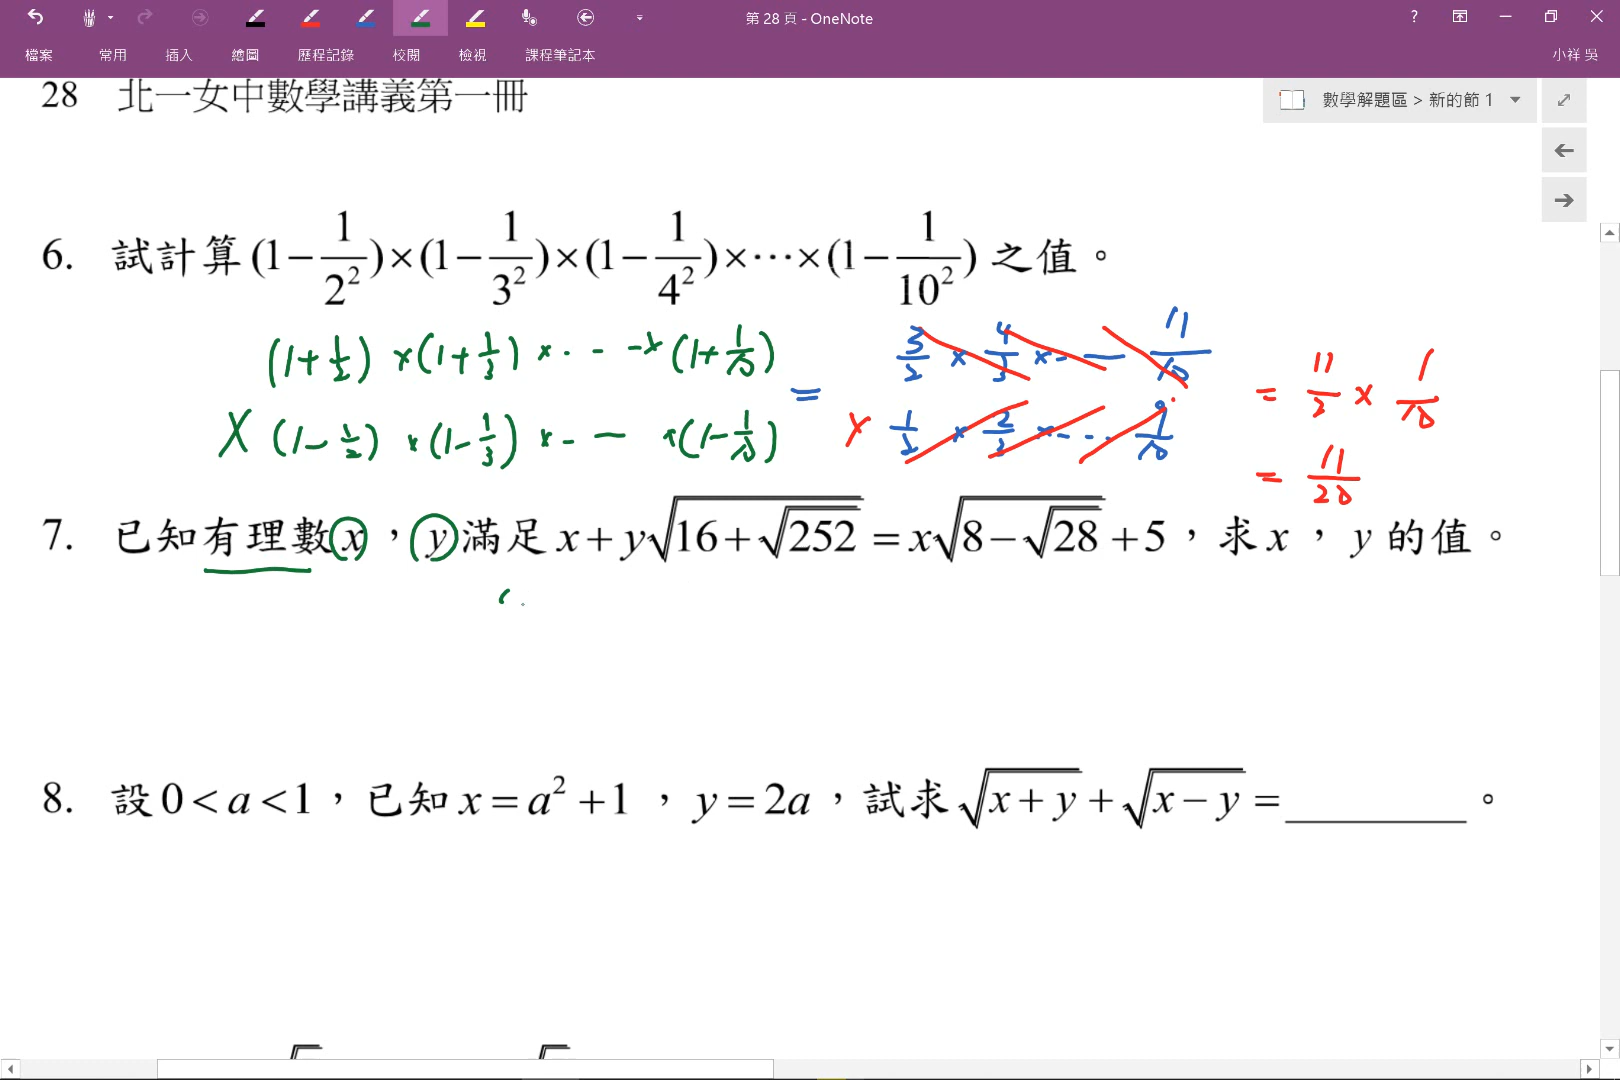 第 28 頁 - OneNote
?
檔案 常用 插入 繪圖 歷程記錄 校閱 檢視 課程筆記本 小祥 吳
28 北一女中數學講義第一冊
數學解題區 > 新的節 1
6. 試計算(1−1/2²)×(1−1/3²)×(1−1/4²)×⋯×(1−1/10²) 之值。
(1+1/2)×(1+1/3)×⋯×(1+1/10) = 3/2 × 4/3 × ⋯ 11/10 = 11/2 × 1/10
×(1−1/2)×(1−1/3)×⋯×(1−1/10) × 1/2 × 2/3 × ⋯ 9/10 = 11/20
7. 已知有理數x,y滿足x+y√(16+√252)=x√(8−√28)+5,求x,y的值。
8. 設0<a<1,已知x=a²+1,y=2a,試求√(x+y)+√(x−y)=________。